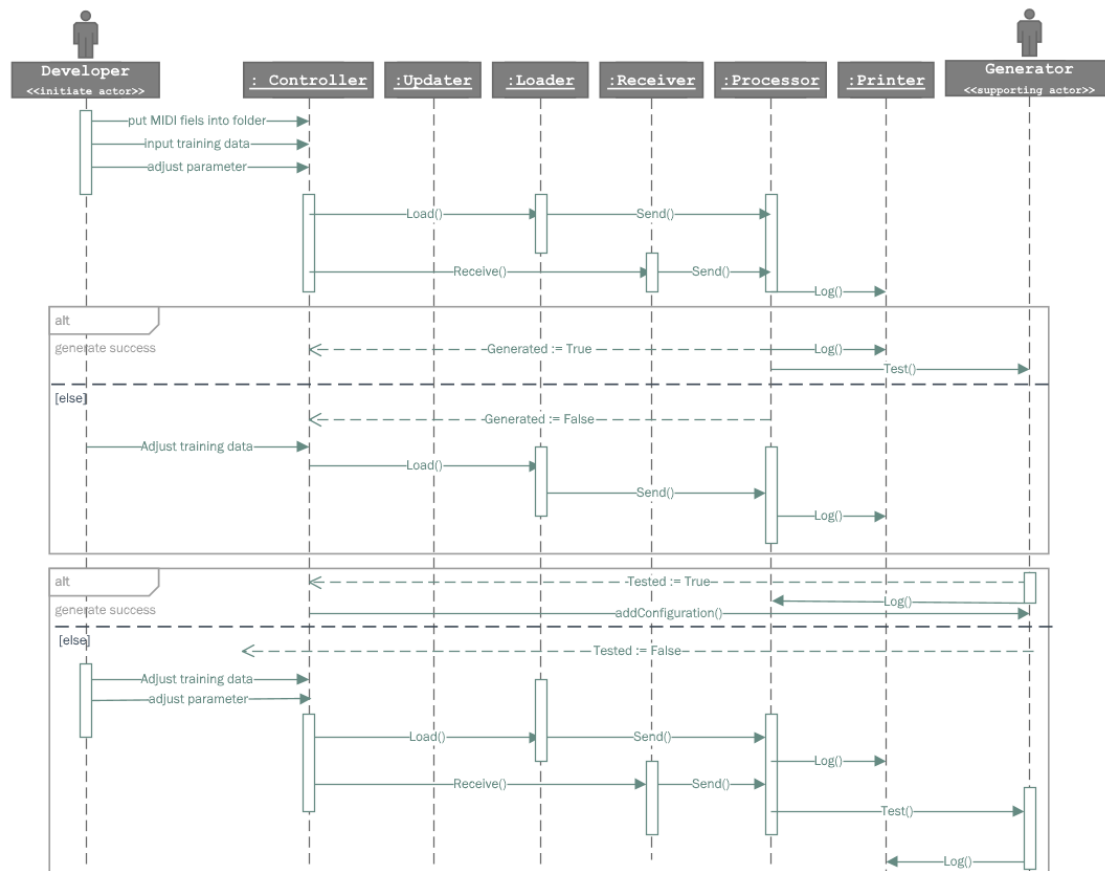 Developer
<<initiate actor>>
: Controller
:Updater
:Loader
:Receiver
:Processor
:Printer
Generator
<<supporting actor>>
put MIDI fiels into folder
input training data
adjust parameter
Load()
Send()
Receive()
Send()
Log()
alt
generate success
Generated := True
Log()
Test()
[else]
Generated := False
Adjust training data
Load()
Send()
Log()
alt
Tested := True
Log()
generate success
addConfiguration()
[else]
Tested := False
Adjust training data
adjust parameter
Load()
Send()
Log()
Receive()
Send()
Test()
Log()